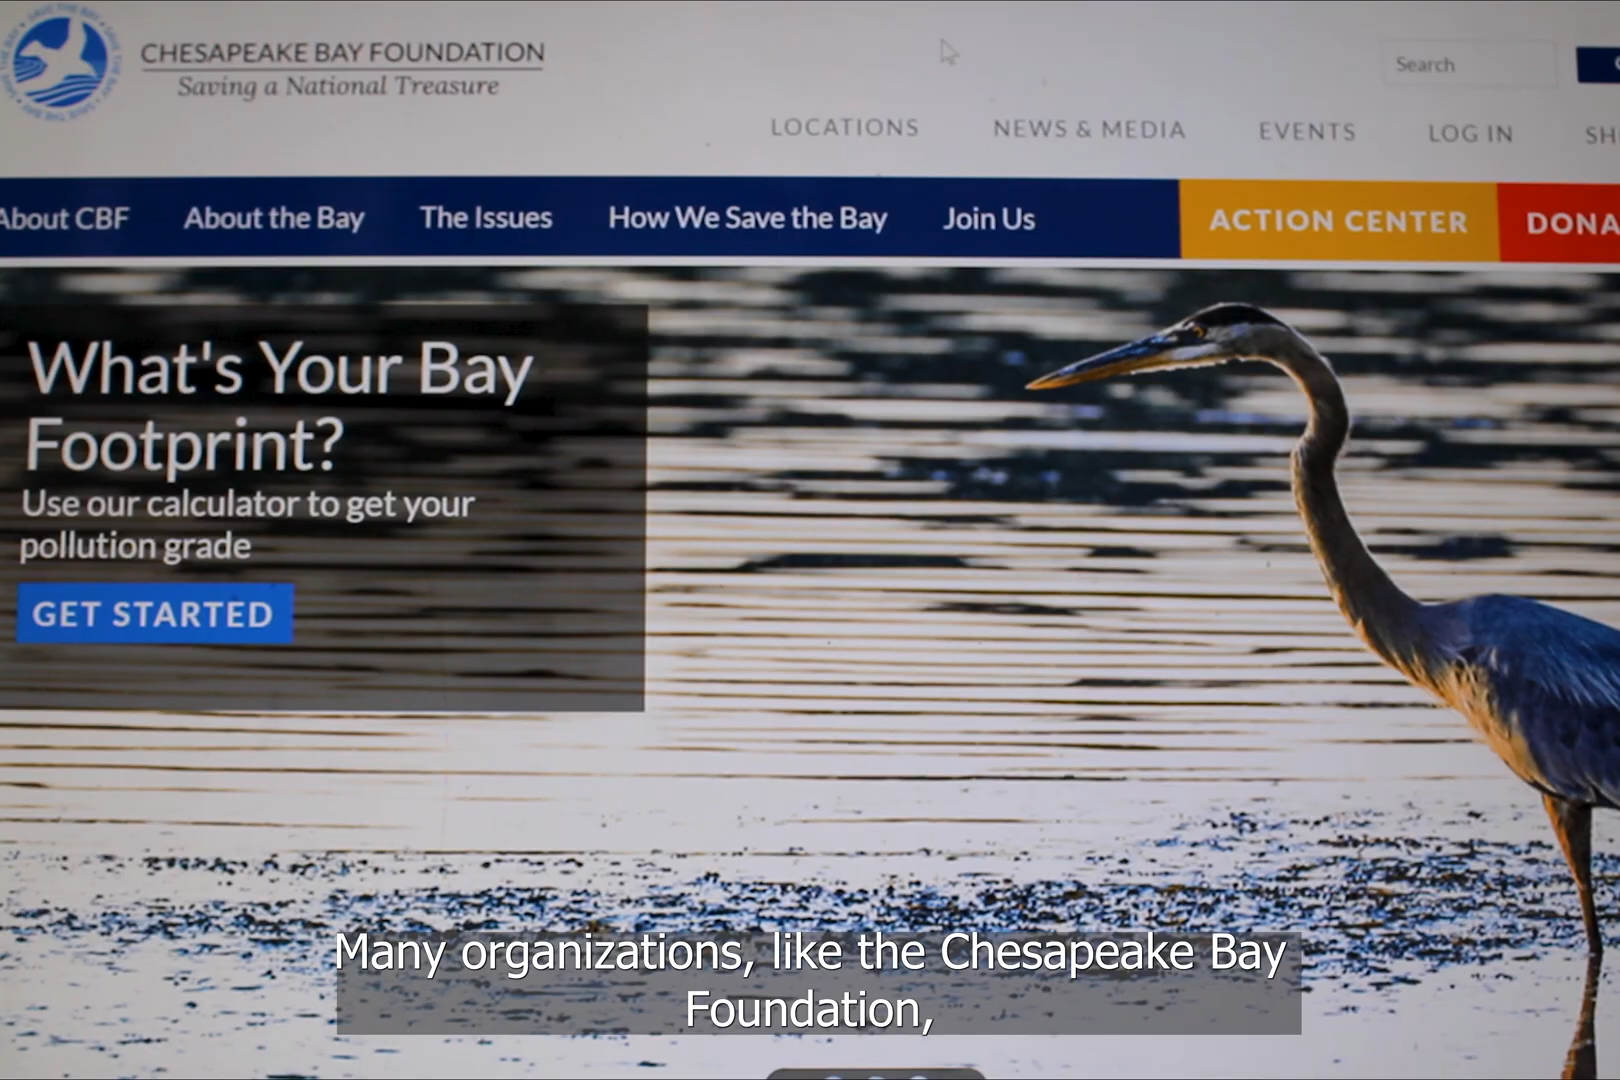 CHESAPEAKE BAY FOUNDATION
Saving a National Treasure
Search
LOCATIONS
NEWS & MEDIA
EVENTS
LOG IN
SH
About CBF
About the Bay
The Issues
How We Save the Bay
Join Us
ACTION CENTER
DONA
What's Your Bay
Footprint?
Use our calculator to get your
pollution grade
GET STARTED
Many organizations, like the Chesapeake Bay
Foundation,